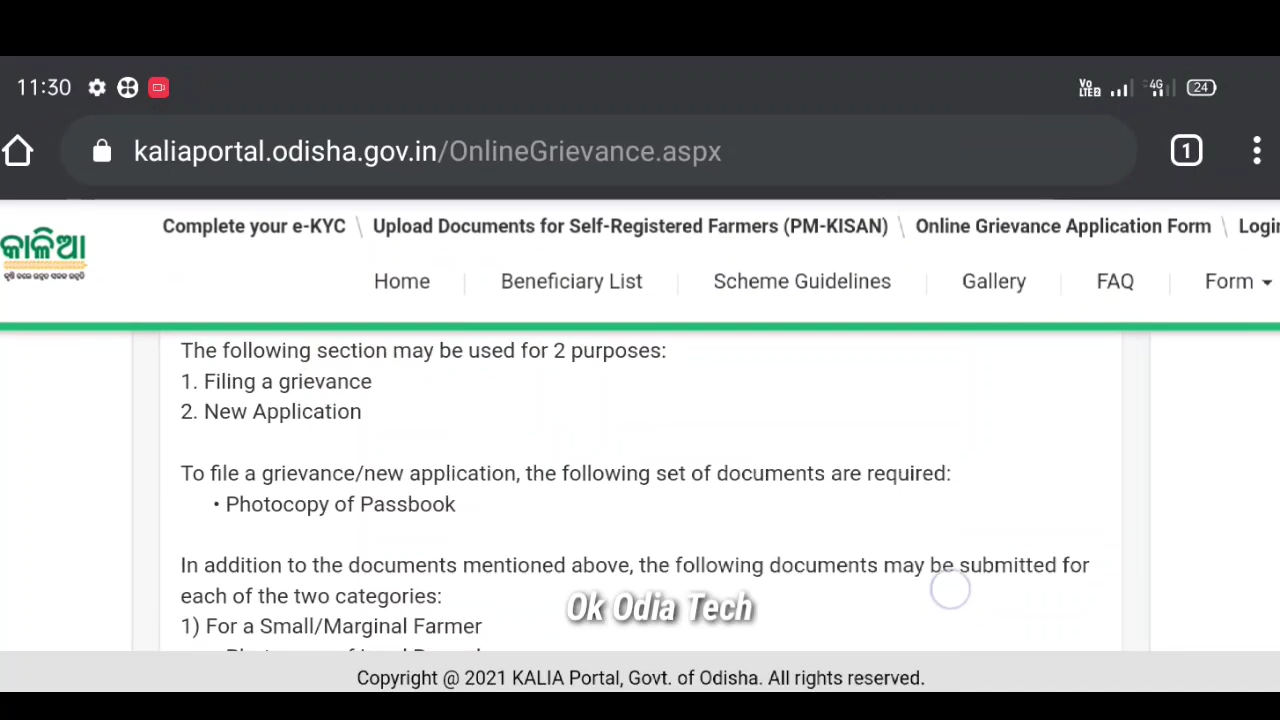 11:30
Vo LTE2 4G 24
kaliaportal.odisha.gov.in/OnlineGrievance.aspx
1
Complete your e-KYC \ Upload Documents for Self-Registered Farmers (PM-KISAN) \ Online Grievance Application Form \ Login
କାଳିଆ
Home Beneficiary List Scheme Guidelines Gallery FAQ Form
The following section may be used for 2 purposes:
1. Filing a grievance
2. New Application
To file a grievance/new application, the following set of documents are required:
• Photocopy of Passbook
In addition to the documents mentioned above, the following documents may be submitted for
each of the two categories:
Ok Odia Tech
1) For a Small/Marginal Farmer
Copyright @ 2021 KALIA Portal, Govt. of Odisha. All rights reserved.